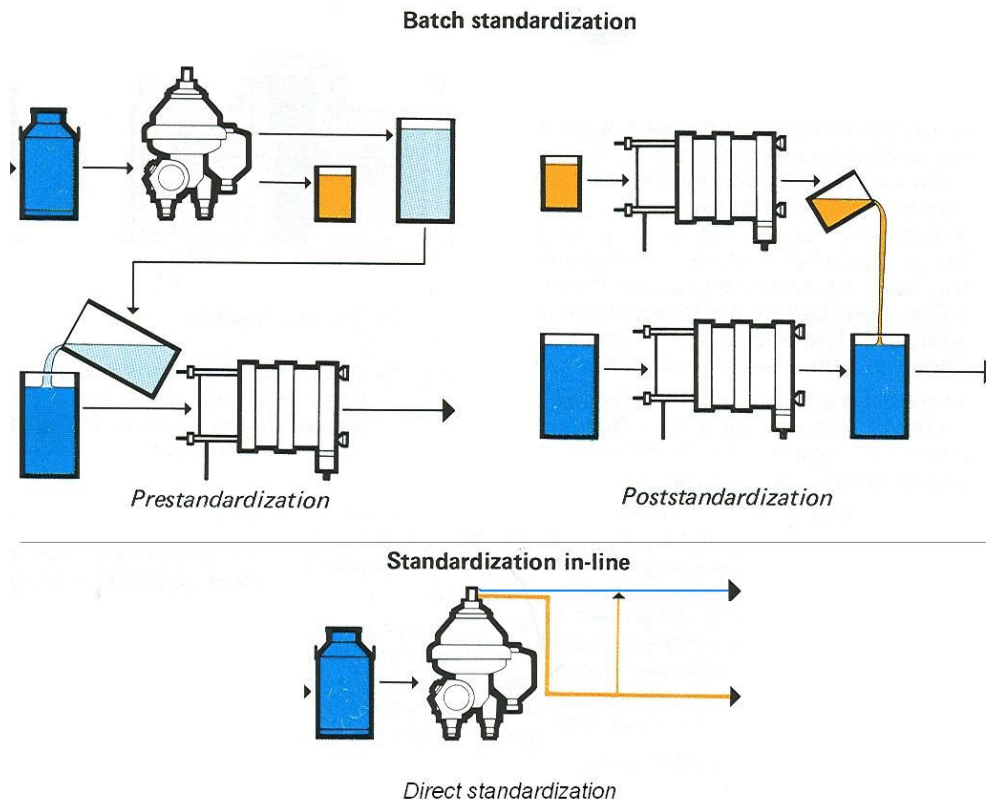 Batch standardization
Prestandardization
Poststandardization
Standardization in-line
Direct standardization